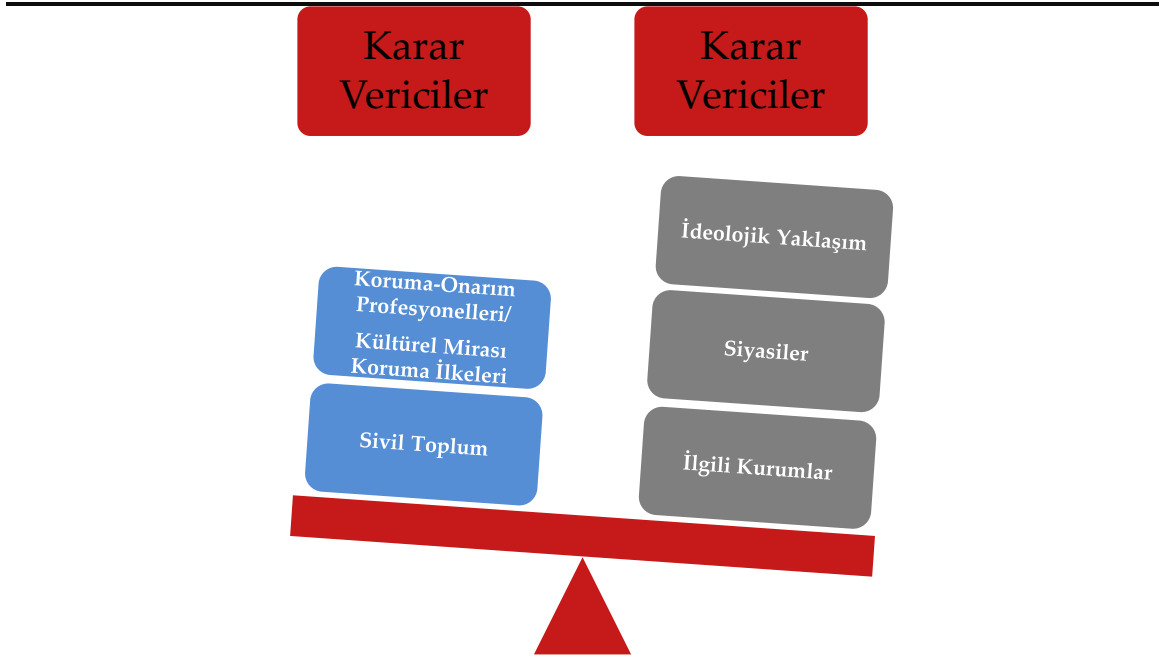 Karar
Vericiler
Karar
Vericiler
Koruma-Onarım
Profesyonelleri/
Kültürel Mirası
Koruma İlkeleri
Sivil Toplum
İdeolojik Yaklaşım
Siyasiler
İlgili Kurumlar